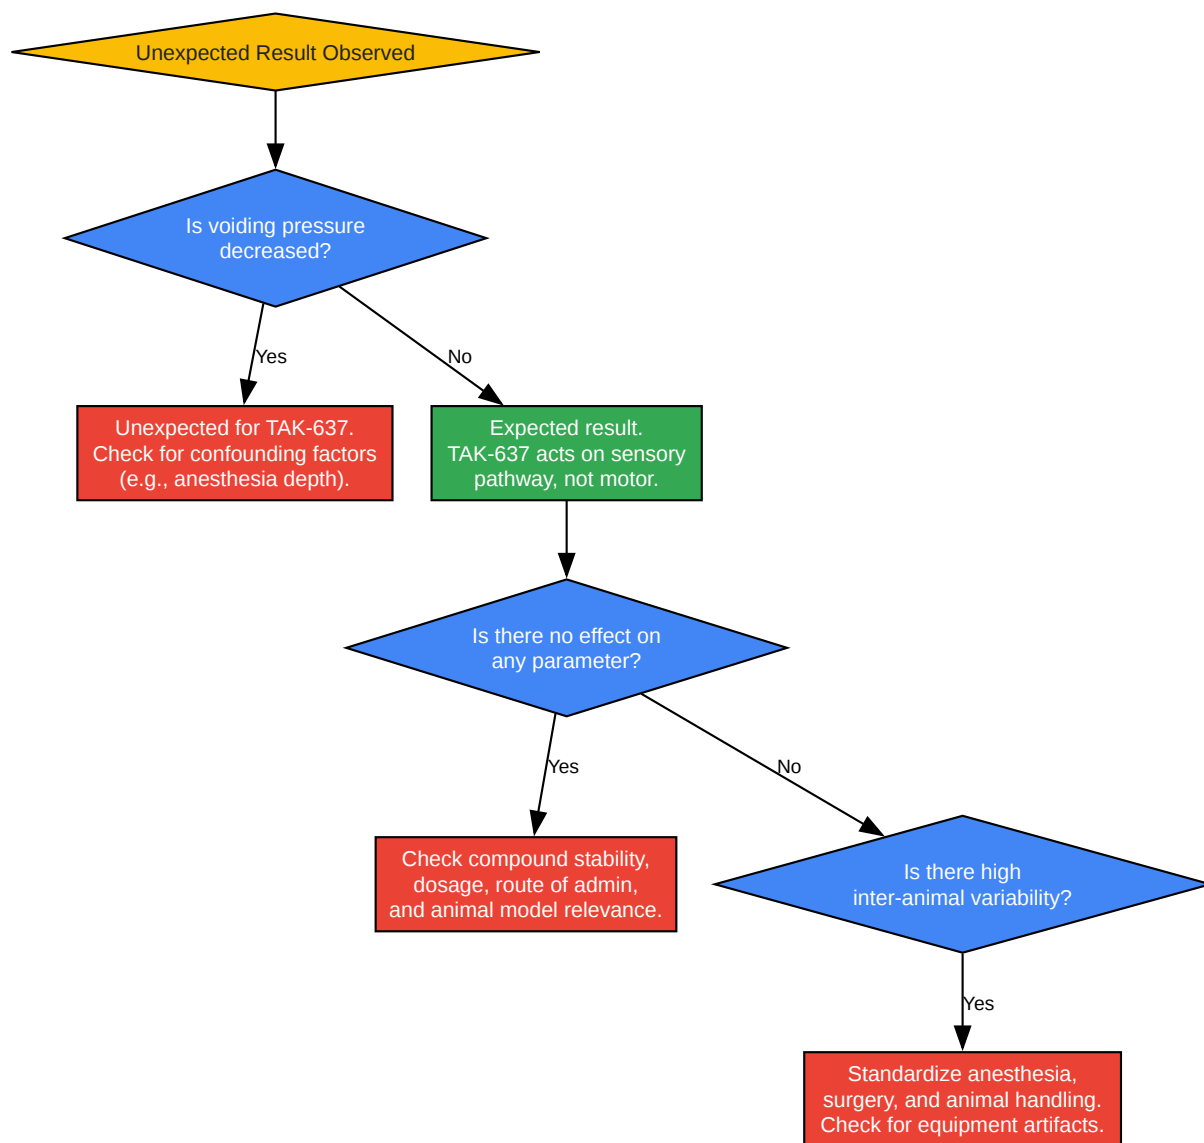 Unexpected Result Observed
Is voiding pressure
decreased?
Yes
No
Unexpected for TAK-637.
Check for confounding factors
(e.g., anesthesia depth).
Expected result.
TAK-637 acts on sensory
pathway, not motor.
Is there no effect on
any parameter?
Yes
No
Check compound stability,
dosage, route of admin,
and animal model relevance.
Is there high
inter-animal variability?
Yes
Standardize anesthesia,
surgery, and animal handling.
Check for equipment artifacts.